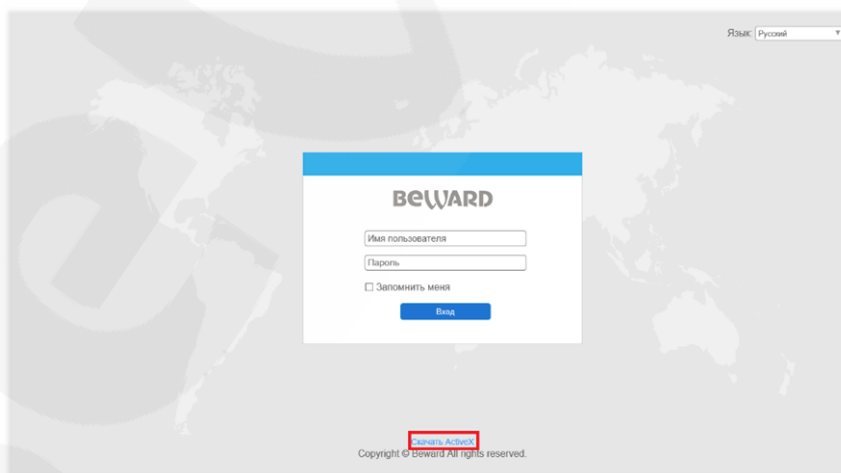 Язык: Русский
BEWARD
Имя пользователя
Пароль
Запомнить меня
Вход
Скачать ActiveX
Copyright © Beward All rights reserved.